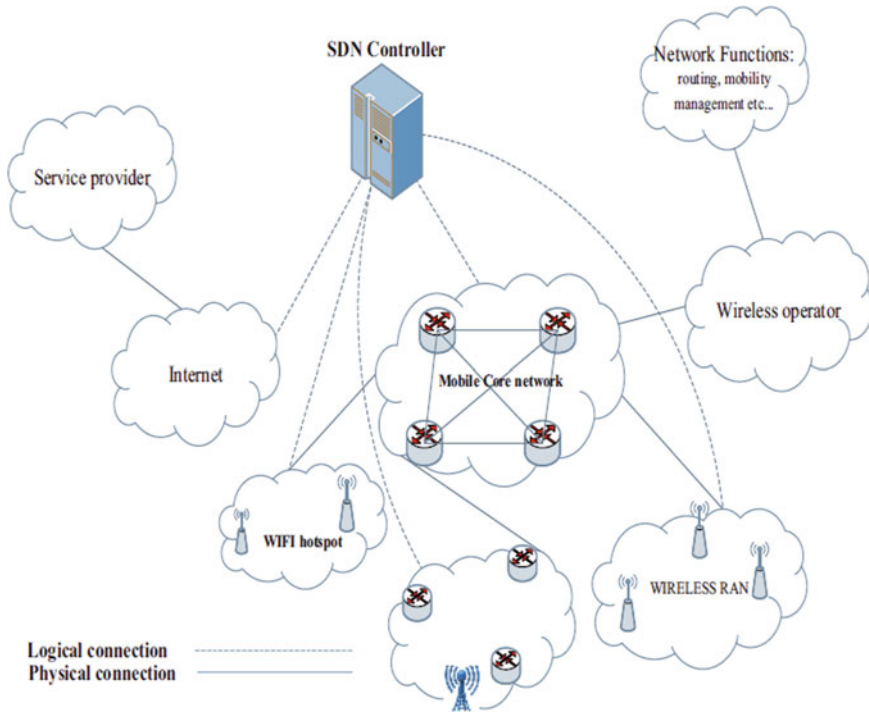 SDN Controller
Network Functions:
routing, mobility
management etc...
Service provider
Wireless operator
Internet
Mobile Core network
WIFI hotspot
WIRELESS RAN
Logical connection
Physical connection